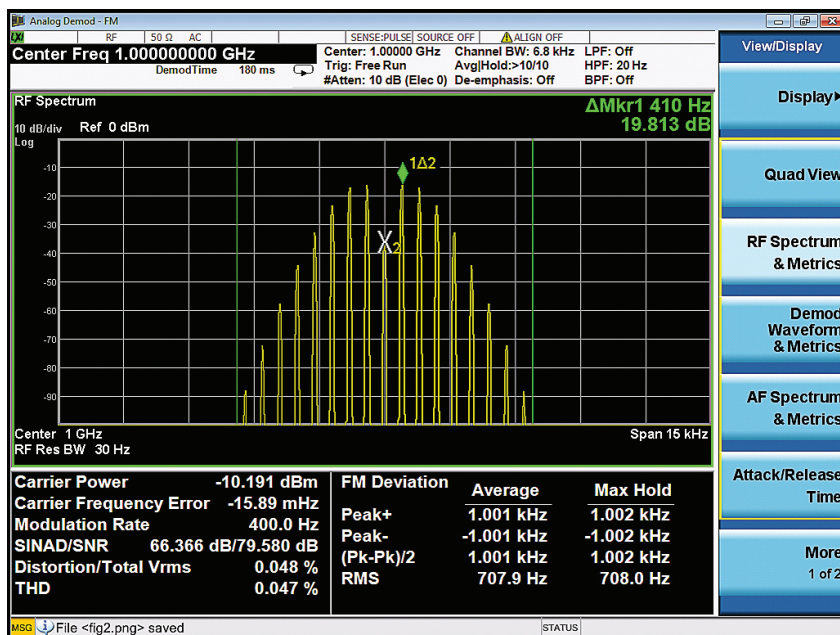 Analog Demod - FM
LXI RF 50 Ω AC SENSE:PULSE SOURCE OFF ALIGN OFF
Center Freq 1.000000000 GHz
DemodTime 180 ms
Center: 1.00000 GHz Channel BW: 6.8 kHz LPF: Off
Trig: Free Run Avg|Hold:>10/10 HPF: 20 Hz
#Atten: 10 dB (Elec 0) De-emphasis: Off BPF: Off
RF Spectrum
ΔMkr1 410 Hz
19.813 dB
10 dB/div Ref 0 dBm
Log
1Δ2
X2
-10
-20
-30
-40
-50
-60
-70
-80
-90
Center 1 GHz Span 15 kHz
RF Res BW 30 Hz
Carrier Power -10.191 dBm
Carrier Frequency Error -15.89 mHz
Modulation Rate 400.0 Hz
SINAD/SNR 66.366 dB/79.580 dB
Distortion/Total Vrms 0.048 %
THD 0.047 %
FM Deviation Average Max Hold
Peak+ 1.001 kHz 1.002 kHz
Peak- -1.001 kHz -1.002 kHz
(Pk-Pk)/2 1.001 kHz 1.002 kHz
RMS 707.9 Hz 708.0 Hz
View/Display
Display
Quad View
RF Spectrum
& Metrics
Demod
Waveform
& Metrics
AF Spectrum
& Metrics
Attack/Release
Time
More
1 of 2
MSG File <fig2.png> saved STATUS